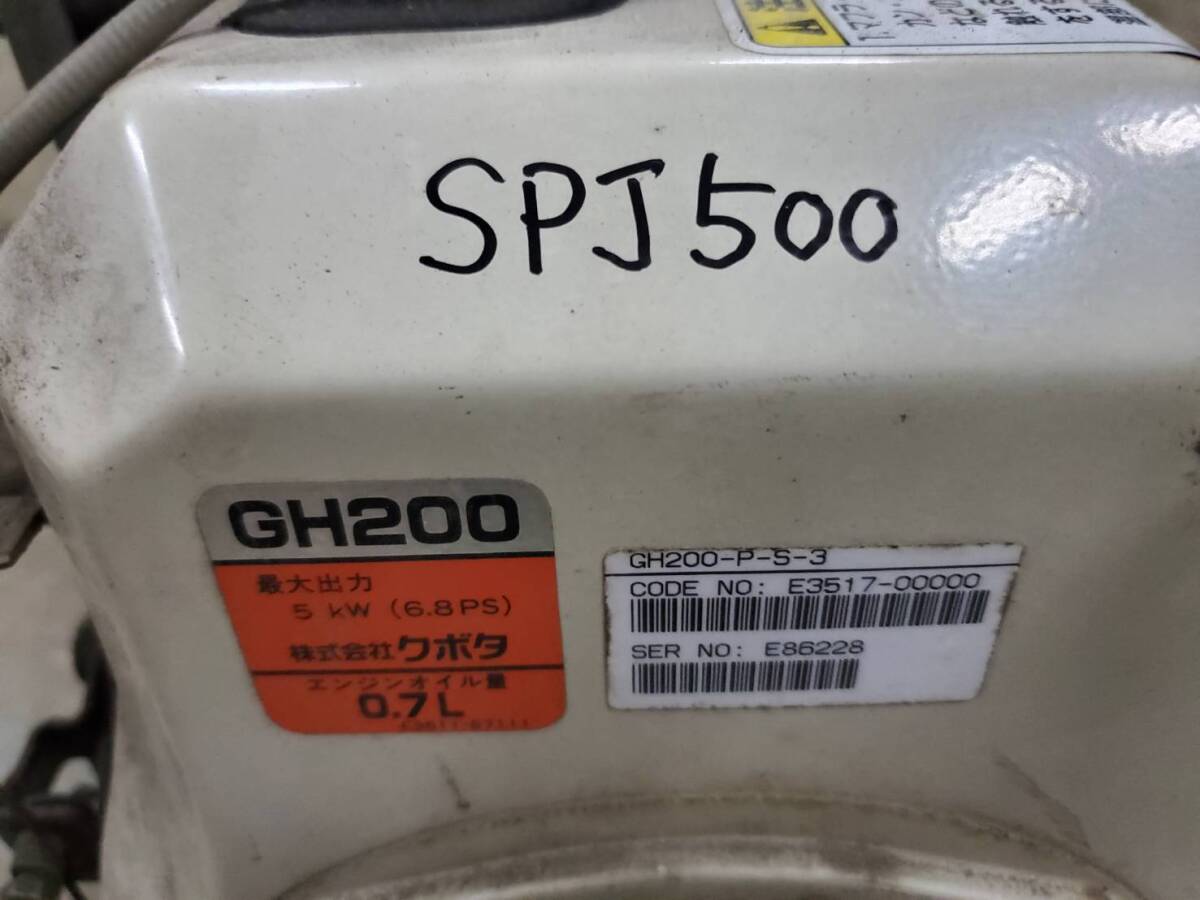 SPJ500
GH200
最大出力
5 kW (6.8PS)
株式会社クボタ
エンジンオイル量
0.7L
GH200-P-S-3
CODE NO: E3517-00000
SER NO: E86228